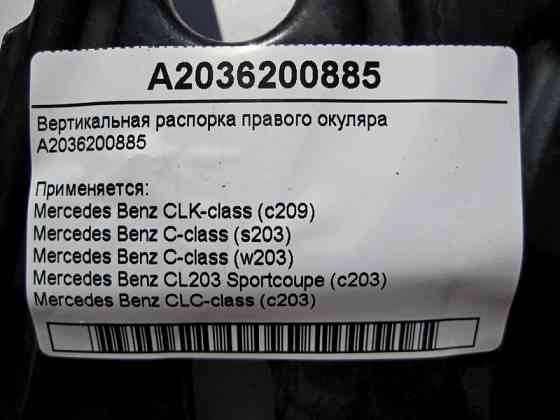 A2036200885
Вертикальная распорка правого окуляра
A2036200885
Применяется:
Mercedes Benz CLK-class (c209)
Mercedes Benz C-class (s203)
Mercedes Benz C-class (w203)
Mercedes Benz CL203 Sportcoupe (c203)
Mercedes Benz CLC-class (c203)